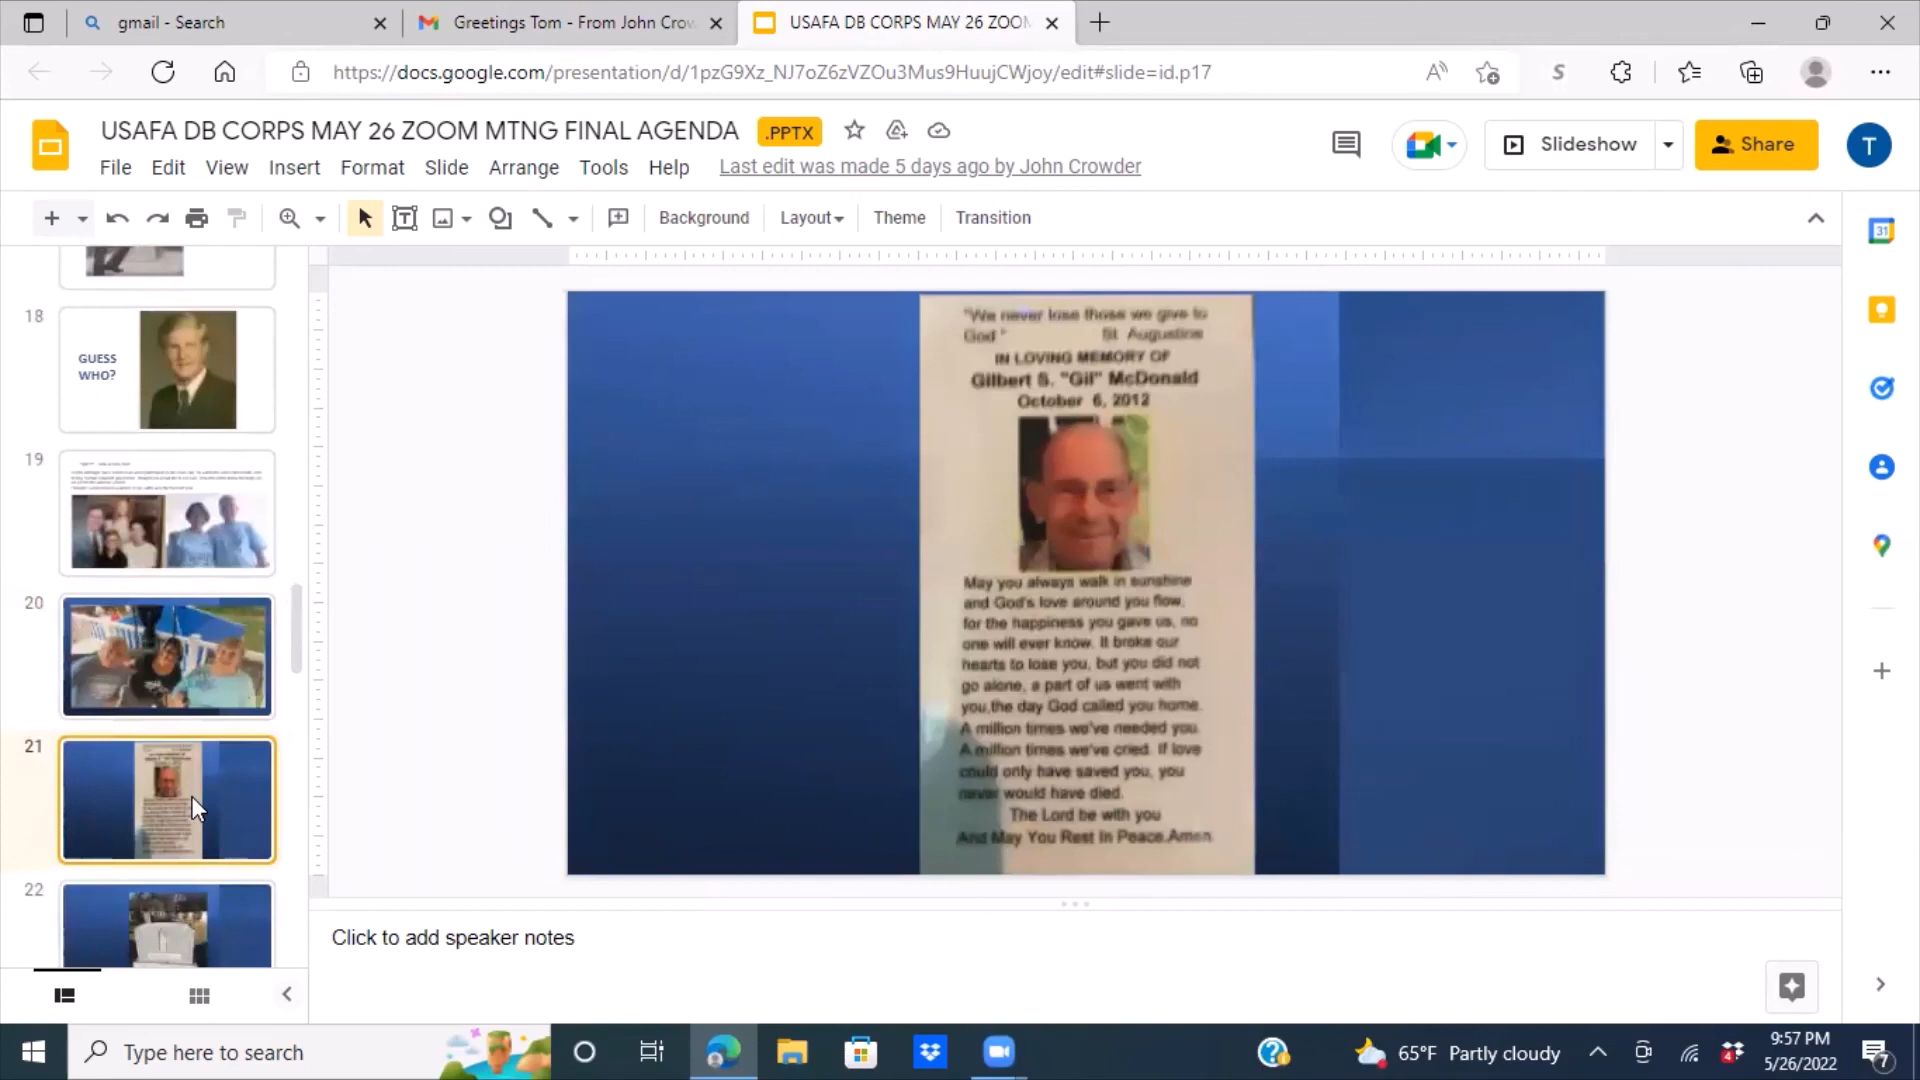 gmail - Search
Greetings Tom - From John Crow
USAFA DB CORPS MAY 26 ZOOM
https://docs.google.com/presentation/d/1pzG9Xz_NJ7oZ6zVZOu3Mus9HuujCWjoy/edit#slide=id.p17
USAFA DB CORPS MAY 26 ZOOM MTNG FINAL AGENDA .PPTX
Slideshow
Share
T
File Edit View Insert Format Slide Arrange Tools Help Last edit was made 5 days ago by John Crowder
Background Layout Theme Transition
31
18
GUESS
WHO?
19
20
21
22
"We never lose those we give to
God" St. Augustine
IN LOVING MEMORY OF
Gilbert S. "Gil" McDonald
October 6, 2012
May you always walk in sunshine
and God's love around you flow,
for the happiness you gave us, no
one will ever know. It broke our
hearts to lose you, but you did not
go alone, a part of us went with
you,the day God called you home.
A million times we've needed you.
A million times we've cried. If love
could only have saved you, you
never would have died.
The Lord be with you
And May You Rest In Peace.Amen
Click to add speaker notes
Type here to search
65°F Partly cloudy
4
9:57 PM
5/26/2022
7